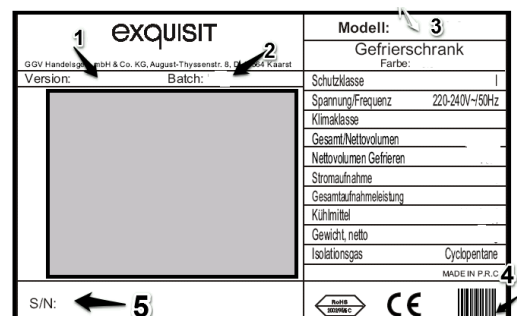 exquisit
GGV Handelsges. mbH & Co. KG, August-Thyssenstr. 8, D- 564 Kaarst
1
2
Version: Batch:
Modell: 3
Gefrierschrank
Farbe:
Schutzklasse I
Spannung/Frequenz 220-240V~/50Hz
Klimaklasse
Gesamt/Nettovolumen
Nettovolumen Gefrieren
Stromaufnahme
Gesamtaufnahmeleistung
Kühlmittel
Gewicht, netto
Isolationsgas Cyclopentane
MADE IN P.R.C
4
S/N: 5
RoHS
CE